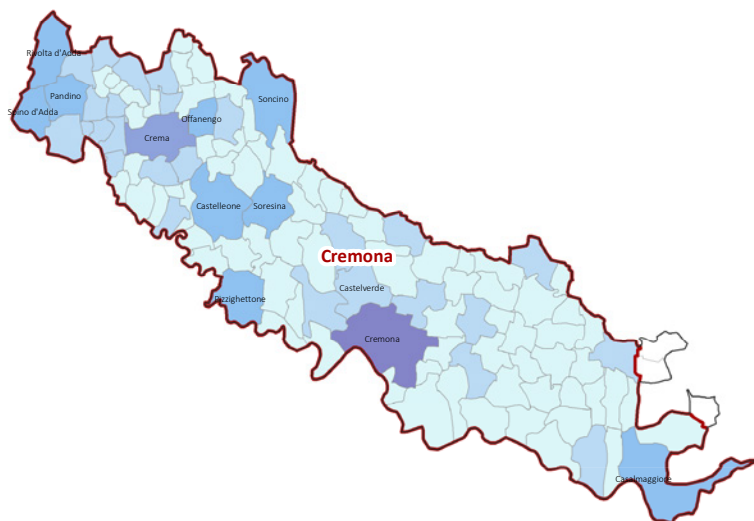 Rivolta d'Adda
Pandino
Spino d'Adda
Soncino
Offanengo
Crema
Castelleone
Soresina
Cremona
Castelverde
Pizzighettone
Cremona
Casalmaggiore